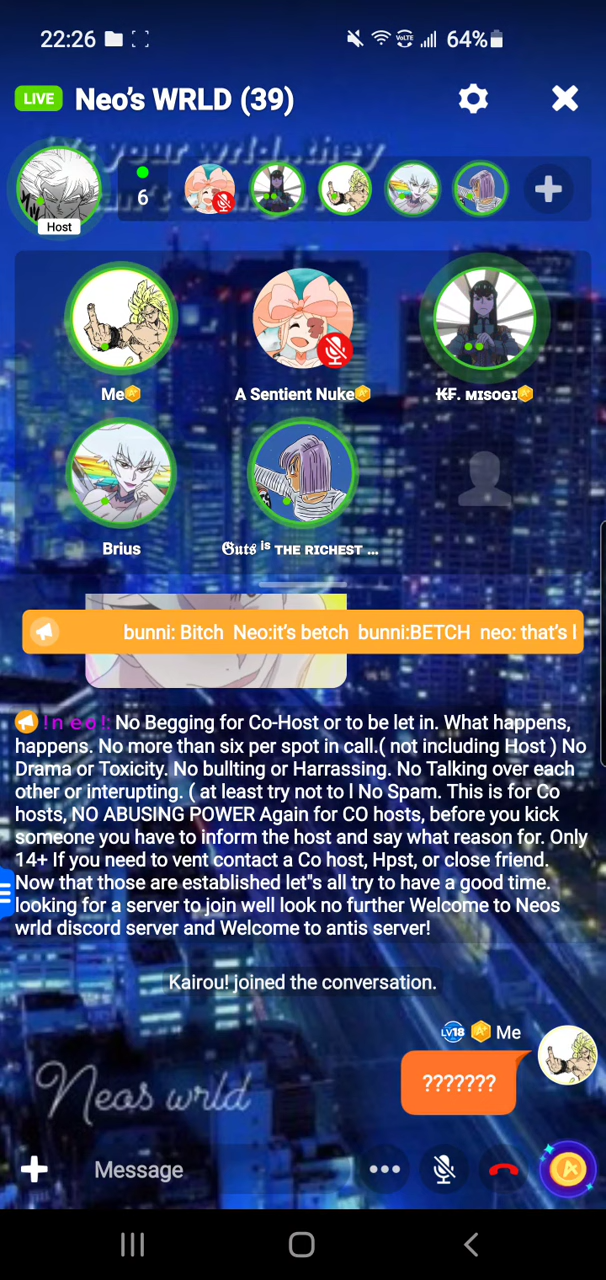 22:26
VoLTE
64%
LIVE
Neo's WRLD (39)
your wrld..they
Host
6
Me
A Sentient Nuke
K̶F̶. ᴍɪsᴏɢɪ
Brius
𝕲𝖚𝖙𝖘 ⁱˢ ᴛʜᴇ ʀɪᴄʜᴇsᴛ ...
bunni: Bitch Neo:it's betch bunni:BETCH neo: that's l
!neo!: No Begging for Co-Host or to be let in. What happens,
happens. No more than six per spot in call.( not including Host ) No
Drama or Toxicity. No bullting or Harrassing. No Talking over each
other or interupting. ( at least try not to l No Spam. This is for Co
hosts, NO ABUSING POWER Again for CO hosts, before you kick
someone you have to inform the host and say what reason for. Only
14+ If you need to vent contact a Co host, Hpst, or close friend.
Now that those are established let"s all try to have a good time.
looking for a server to join well look no further Welcome to Neos
wrld discord server and Welcome to antis server!
Kairou! joined the conversation.
LV18
Me
???????
Neos wrld
Message